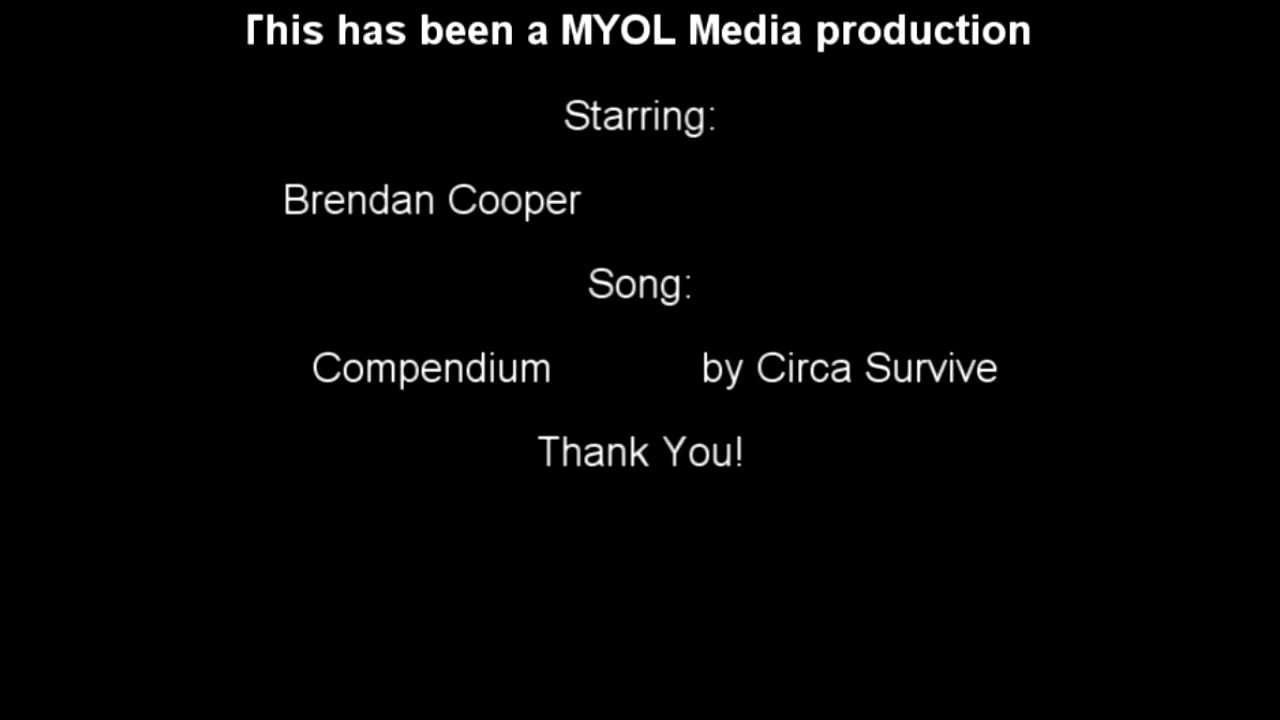 This has been a MYOL Media production
Starring:
Brendan Cooper
Song:
Compendium by Circa Survive
Thank You!